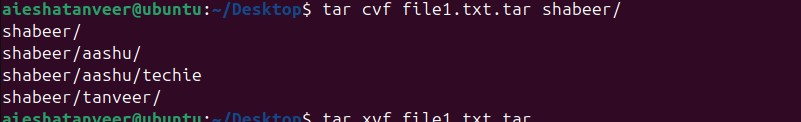 aieshatanveer@ubuntu:~/Desktop$ tar cvf file1.txt.tar shabeer/
shabeer/
shabeer/aashu/
shabeer/aashu/techie
shabeer/tanveer/
aieshatanveer@ubuntu:~/Desktop$ tar xvf file1.txt.tar